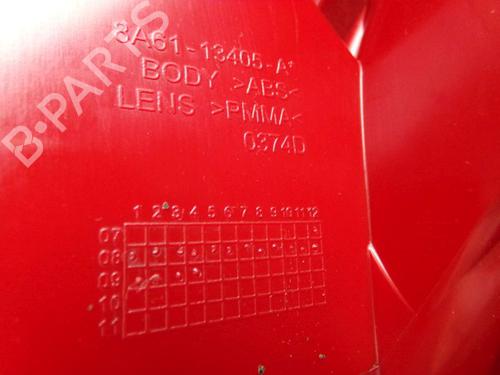 B-PARTS
8A61-13405-A*
BODY >ABS<
LENS >PMMA<
0374D
1 2 3 4 5 6 7 8 9 10 11 12
07
08
09
10
11